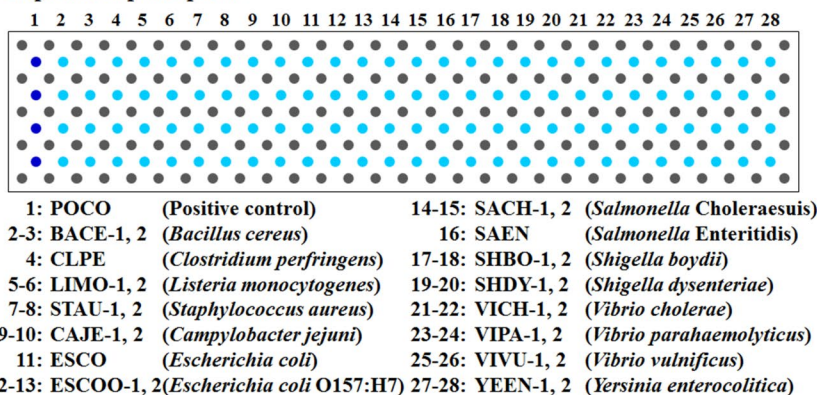 1 2 3 4 5 6 7 8 9 10 11 12 13 14 15 16 17 18 19 20 21 22 23 24 25 26 27 28
1: POCO (Positive control)
2-3: BACE-1, 2 (Bacillus cereus)
4: CLPE (Clostridium perfringens)
5-6: LIMO-1, 2 (Listeria monocytogenes)
7-8: STAU-1, 2 (Staphylococcus aureus)
9-10: CAJE-1, 2 (Campylobacter jejuni)
11: ESCO (Escherichia coli)
2-13: ESCOO-1, 2(Escherichia coli O157:H7)
14-15: SACH-1, 2 (Salmonella Choleraesuis)
16: SAEN (Salmonella Enteritidis)
17-18: SHBO-1, 2 (Shigella boydii)
19-20: SHDY-1, 2 (Shigella dysenteriae)
21-22: VICH-1, 2 (Vibrio cholerae)
23-24: VIPA-1, 2 (Vibrio parahaemolyticus)
25-26: VIVU-1, 2 (Vibrio vulnificus)
27-28: YEEN-1, 2 (Yersinia enterocolitica)